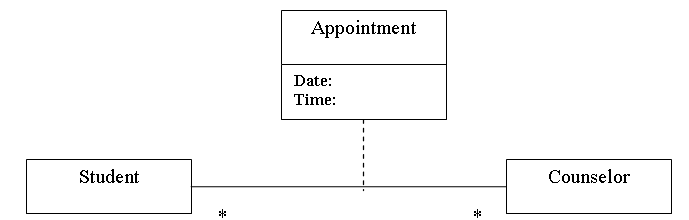 Appointment
Date:
Time:
Student
Counselor
*
*